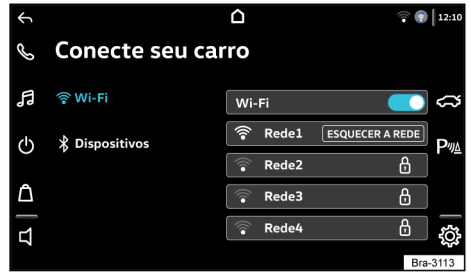 12:10
Conecte seu carro
Wi-Fi
Dispositivos
Wi-Fi
Rede1 ESQUECER A REDE
Rede2
Rede3
Rede4
P
Bra-3113